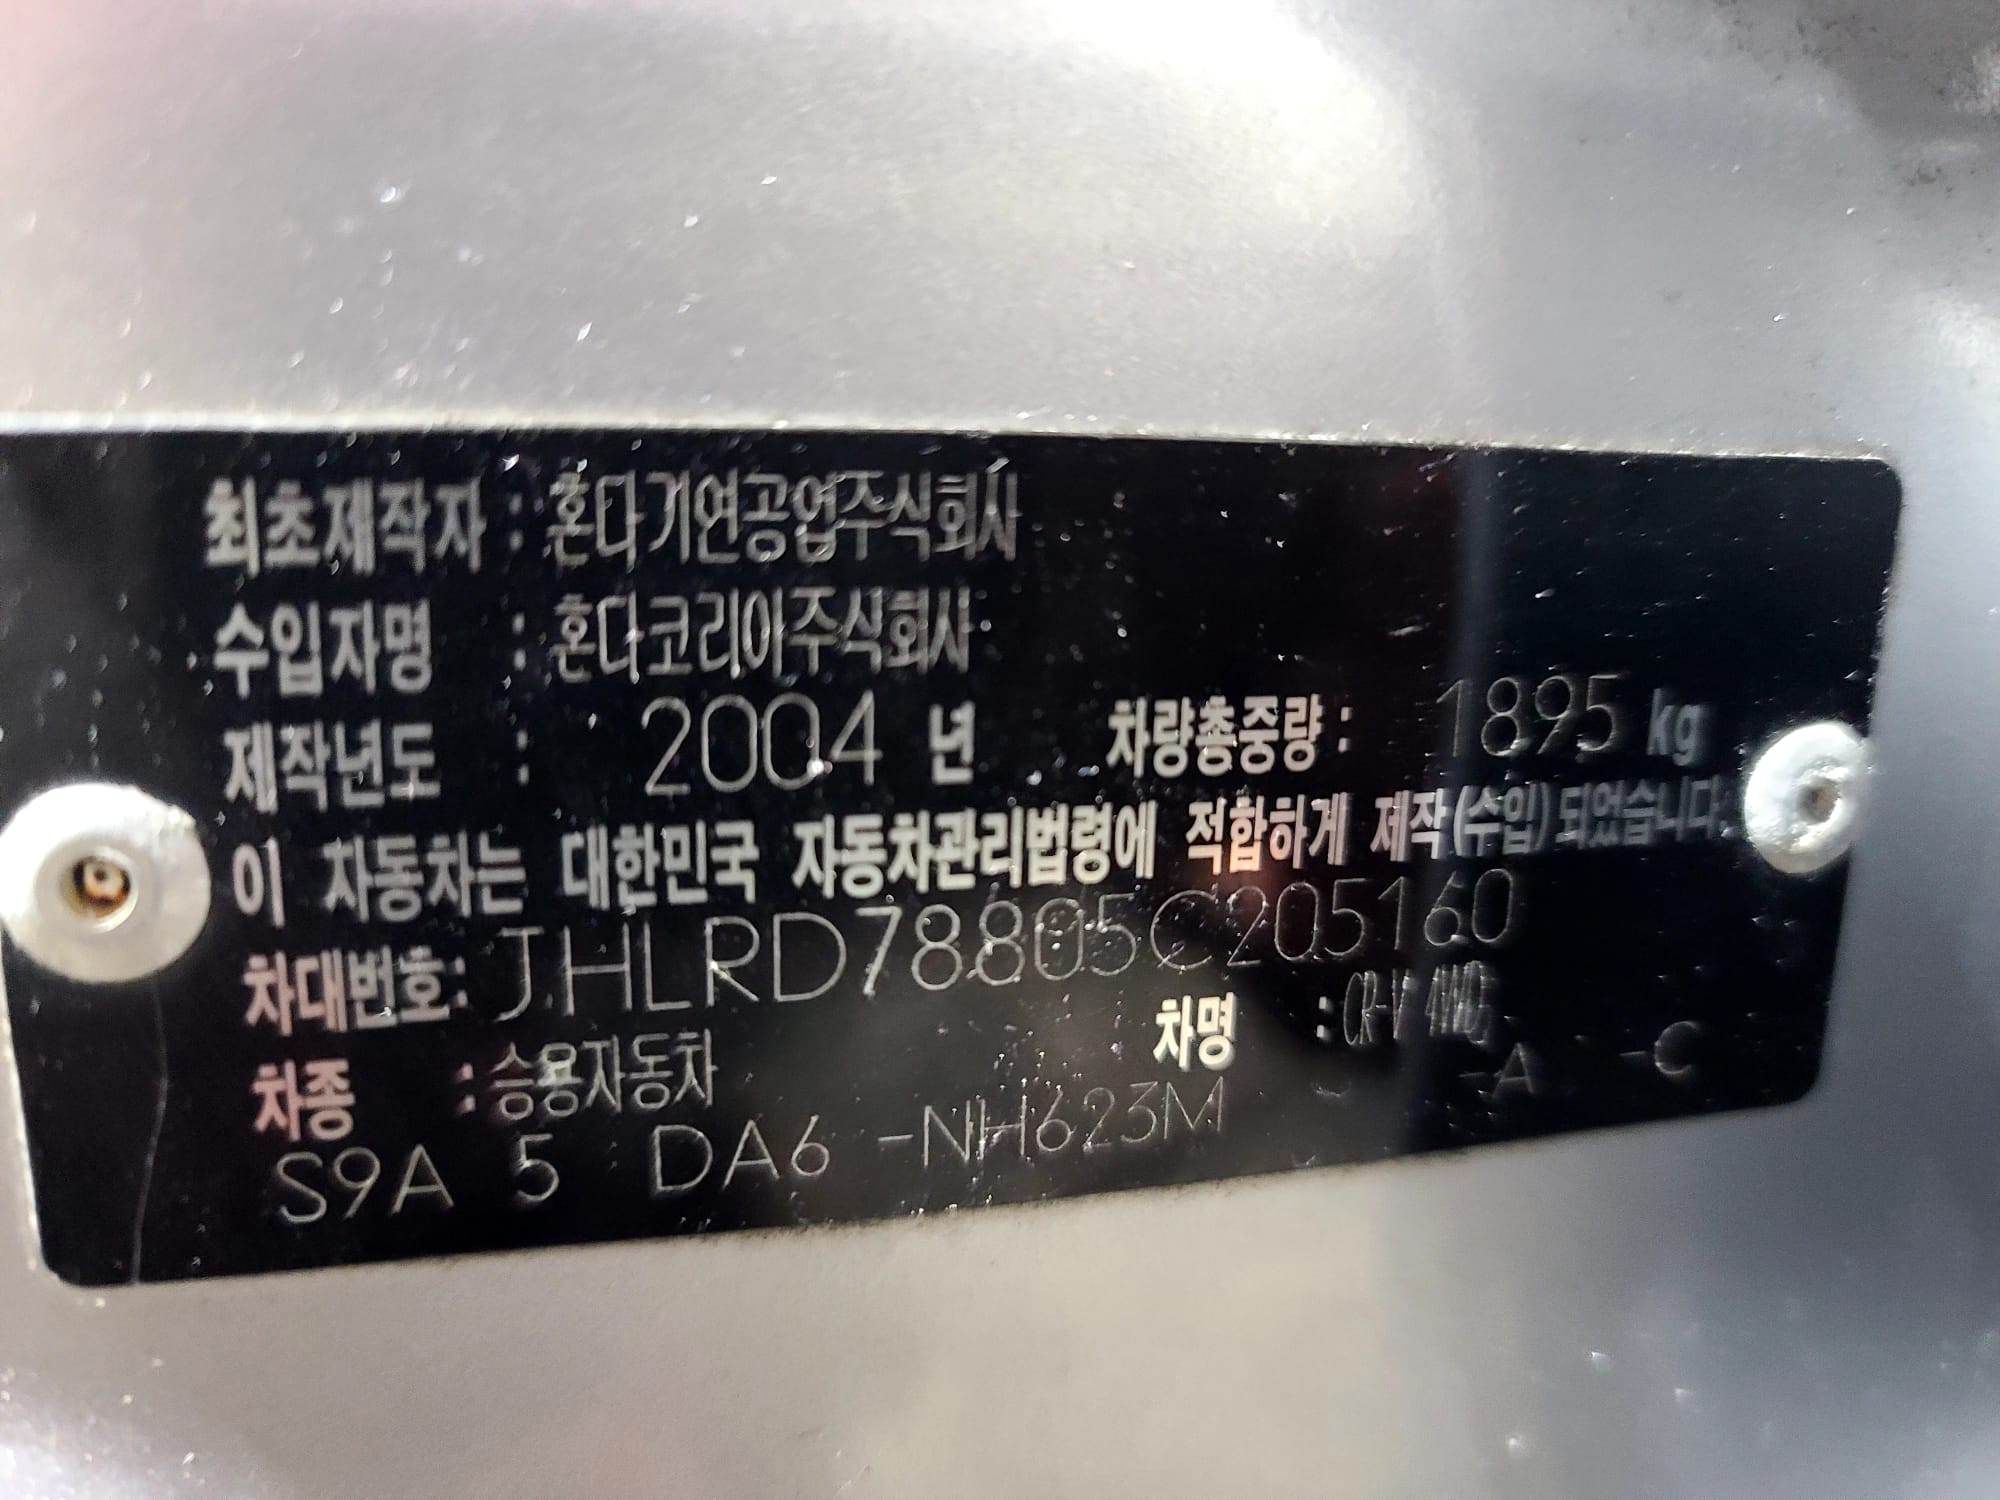 최초제작자 : 혼다기연공업주식회사
수입자명 : 혼다코리아주식회사
제작년도 : 2004 년 차량총중량 : 1895 kg
이 자동차는 대한민국 자동차관리법령에 적합하게 제작(수입)되었습니다.
차대번호: JHLRD78805C205160
차종 : 승용자동차 차명 : CR-V 4WD
S9A 5 DA6 -NH623M -A -C